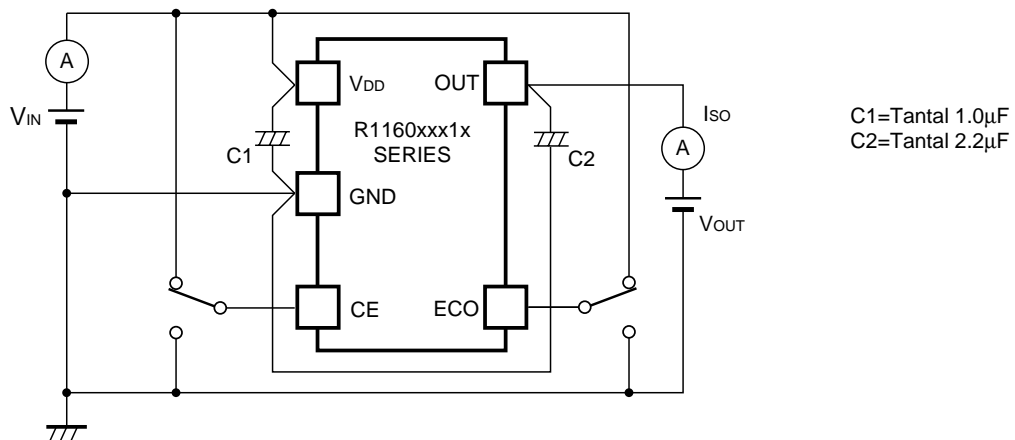 A
VIN
VDD
OUT
R1160xxx1x
SERIES
C1
C2
GND
CE
ECO
ISO
A
VOUT
C1=Tantal 1.0μF
C2=Tantal 2.2μF